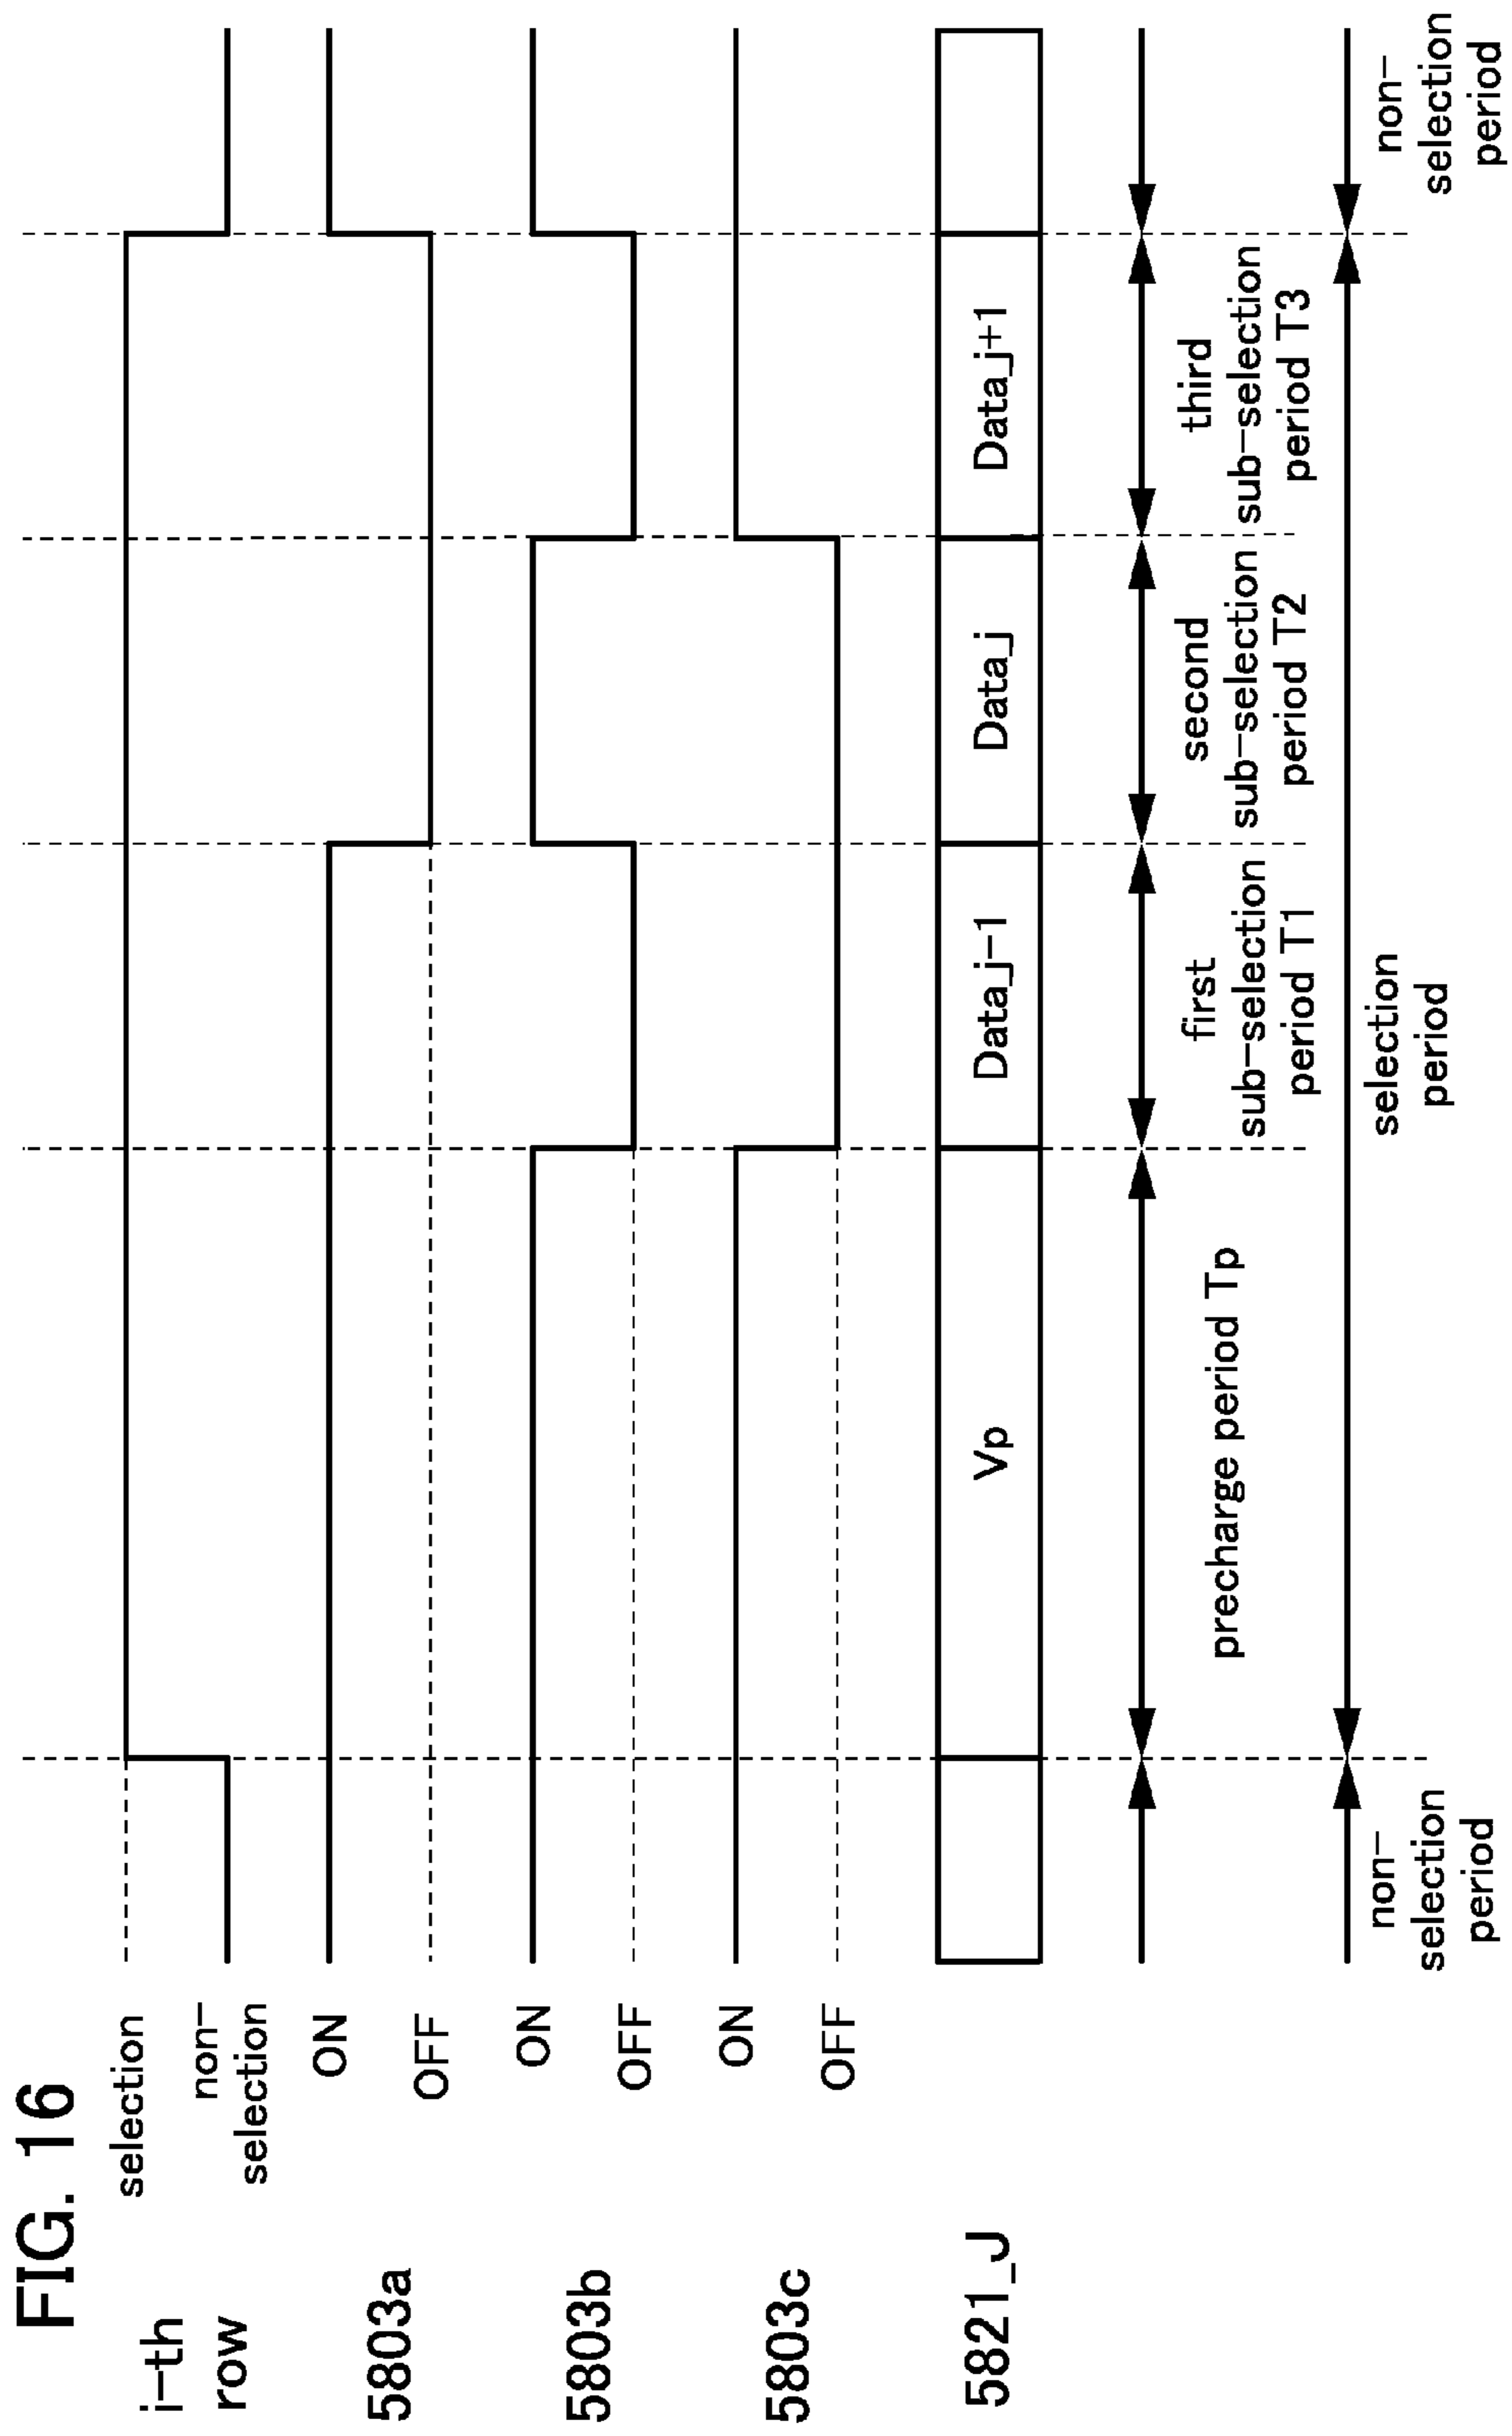 FIG. 16
i-th
row
selection
non-
selection
5803a
ON
OFF
5803b
ON
OFF
5803c
ON
OFF
5821_J
Vp
Data_j-1
Data_j
Data_j+1
precharge period Tp
first
sub-selection
period T1
second
sub-selection
period T2
third
sub-selection
period T3
non-
selection
period
selection
period
non-
selection
period